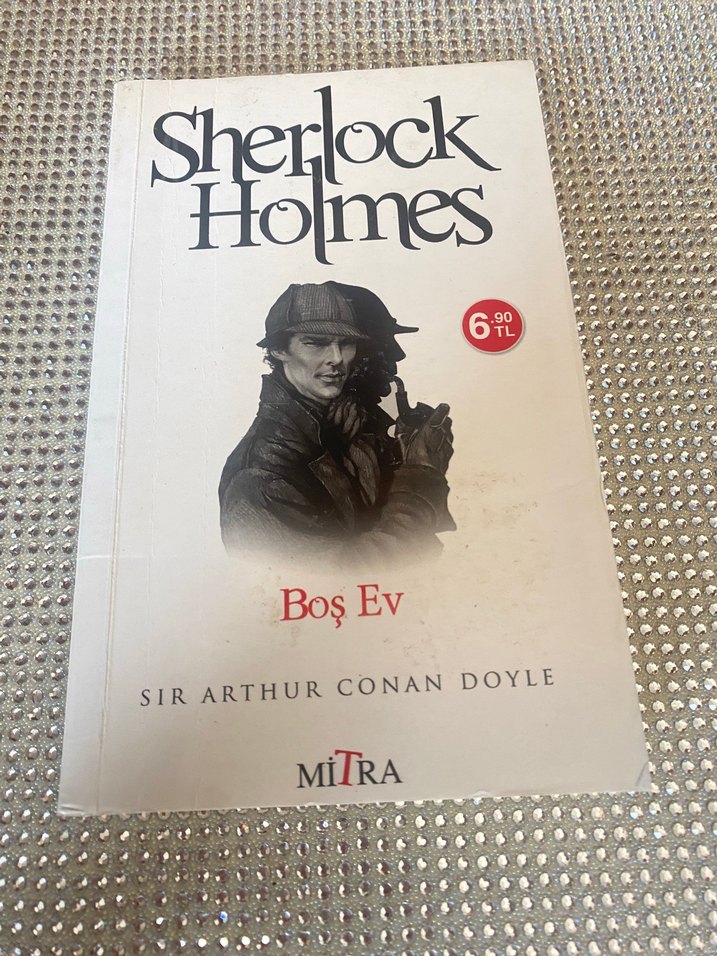 Sherlock
Holmes
6.90
TL
Boş Ev
SIR ARTHUR CONAN DOYLE
MİTRA